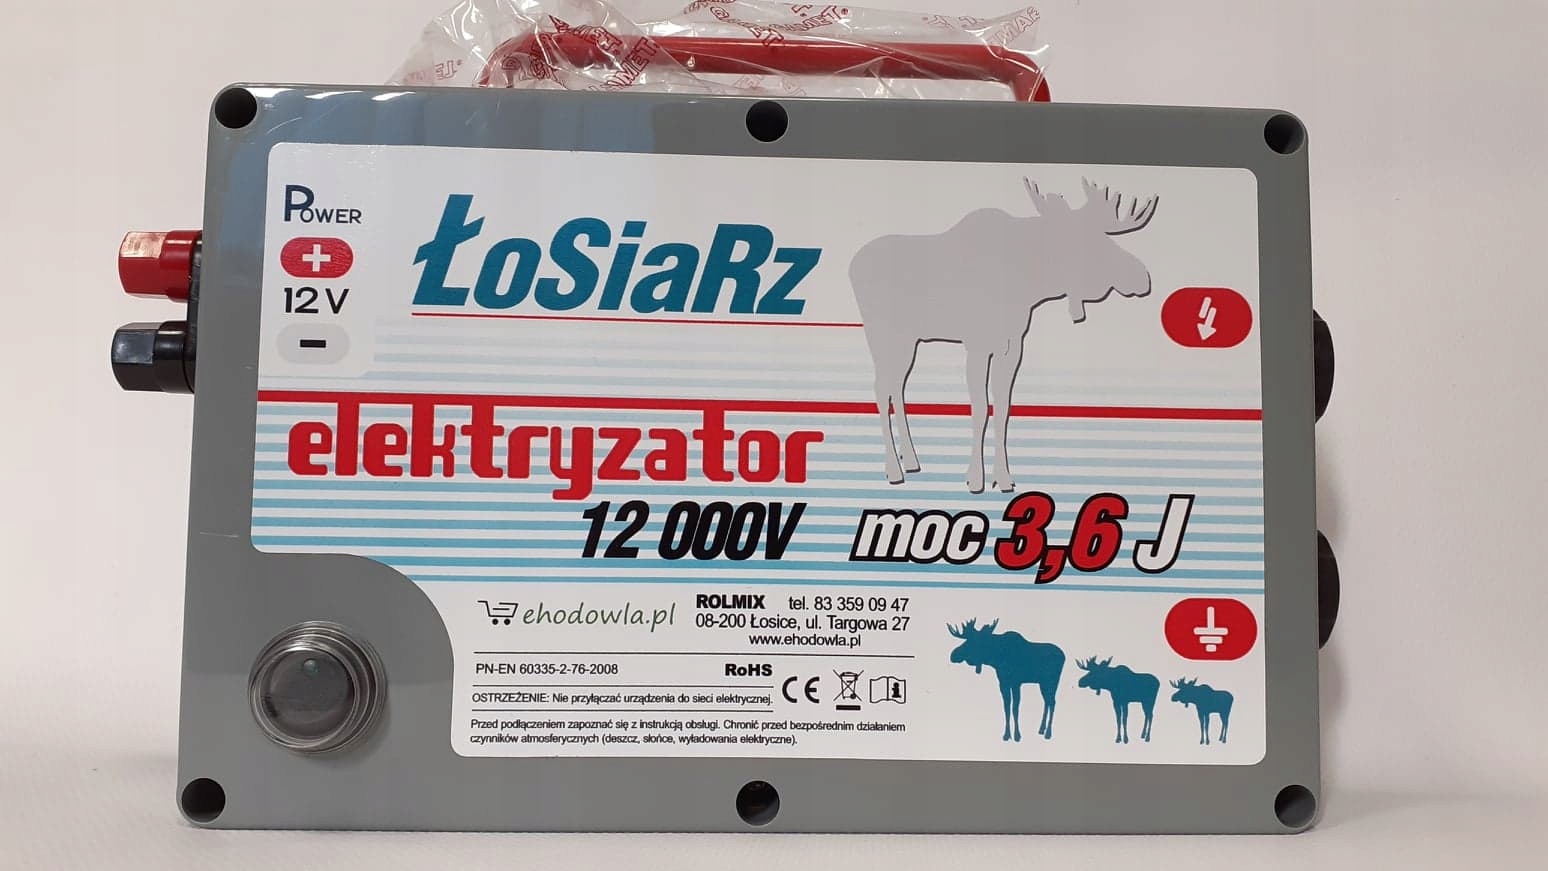 POWER
+
12 V
-
ŁoSiaRz
elektryzator
12 000V moc 3,6 J
ehodowla.pl
ROLMIX tel. 83 359 09 47
08-200 Łosice, ul. Targowa 27
www.ehodowla.pl
PN-EN 60335-2-76-2008 RoHS
OSTRZEŻENIE: Nie przyłączać urządzenia do sieci elektrycznej.
CE
Przed podłączeniem zapoznać się z instrukcją obsługi. Chronić przed bezpośrednim działaniem
czynników atmosferycznych (deszcz, słońce, wyładowania elektryczne).